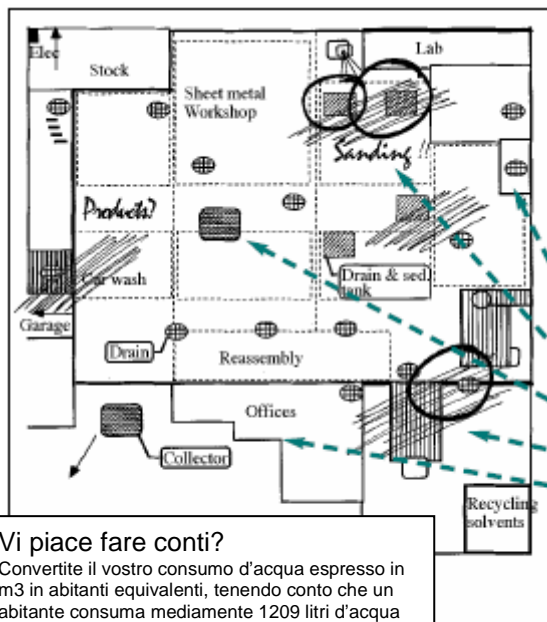 Elec
Stock
Lab
Sheet metal
Workshop
Sanding !!
Products?
Drain & sed.
tank
Car wash
Garage
Drain
Reassembly
Offices
Collector
Recycling
solvents
Vi piace fare conti?
Convertite il vostro consumo d'acqua espresso in
m3 in abitanti equivalenti, tenendo conto che un
abitante consuma mediamente 1209 litri d'acqua